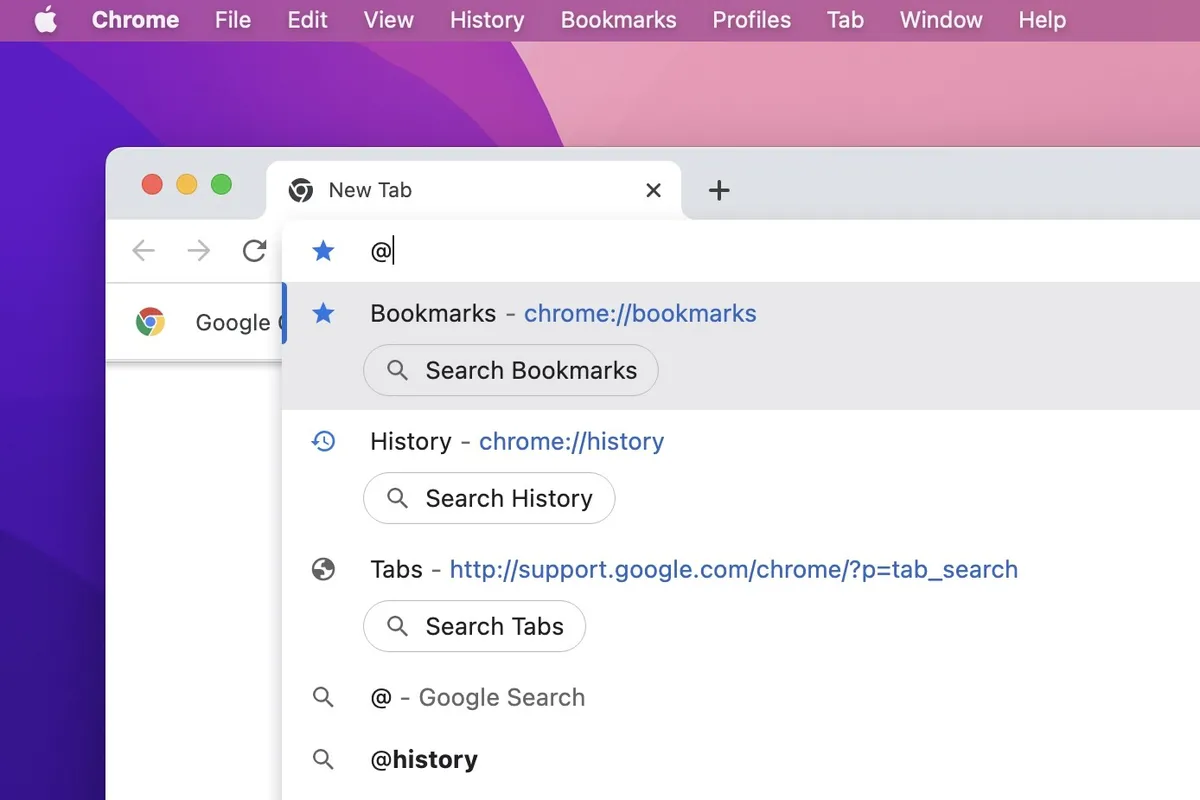 Chrome File Edit View History Bookmarks Profiles Tab Window Help
New Tab
@
Google
Bookmarks - chrome://bookmarks
Search Bookmarks
History - chrome://history
Search History
Tabs - http://support.google.com/chrome/?p=tab_search
Search Tabs
@ - Google Search
@history